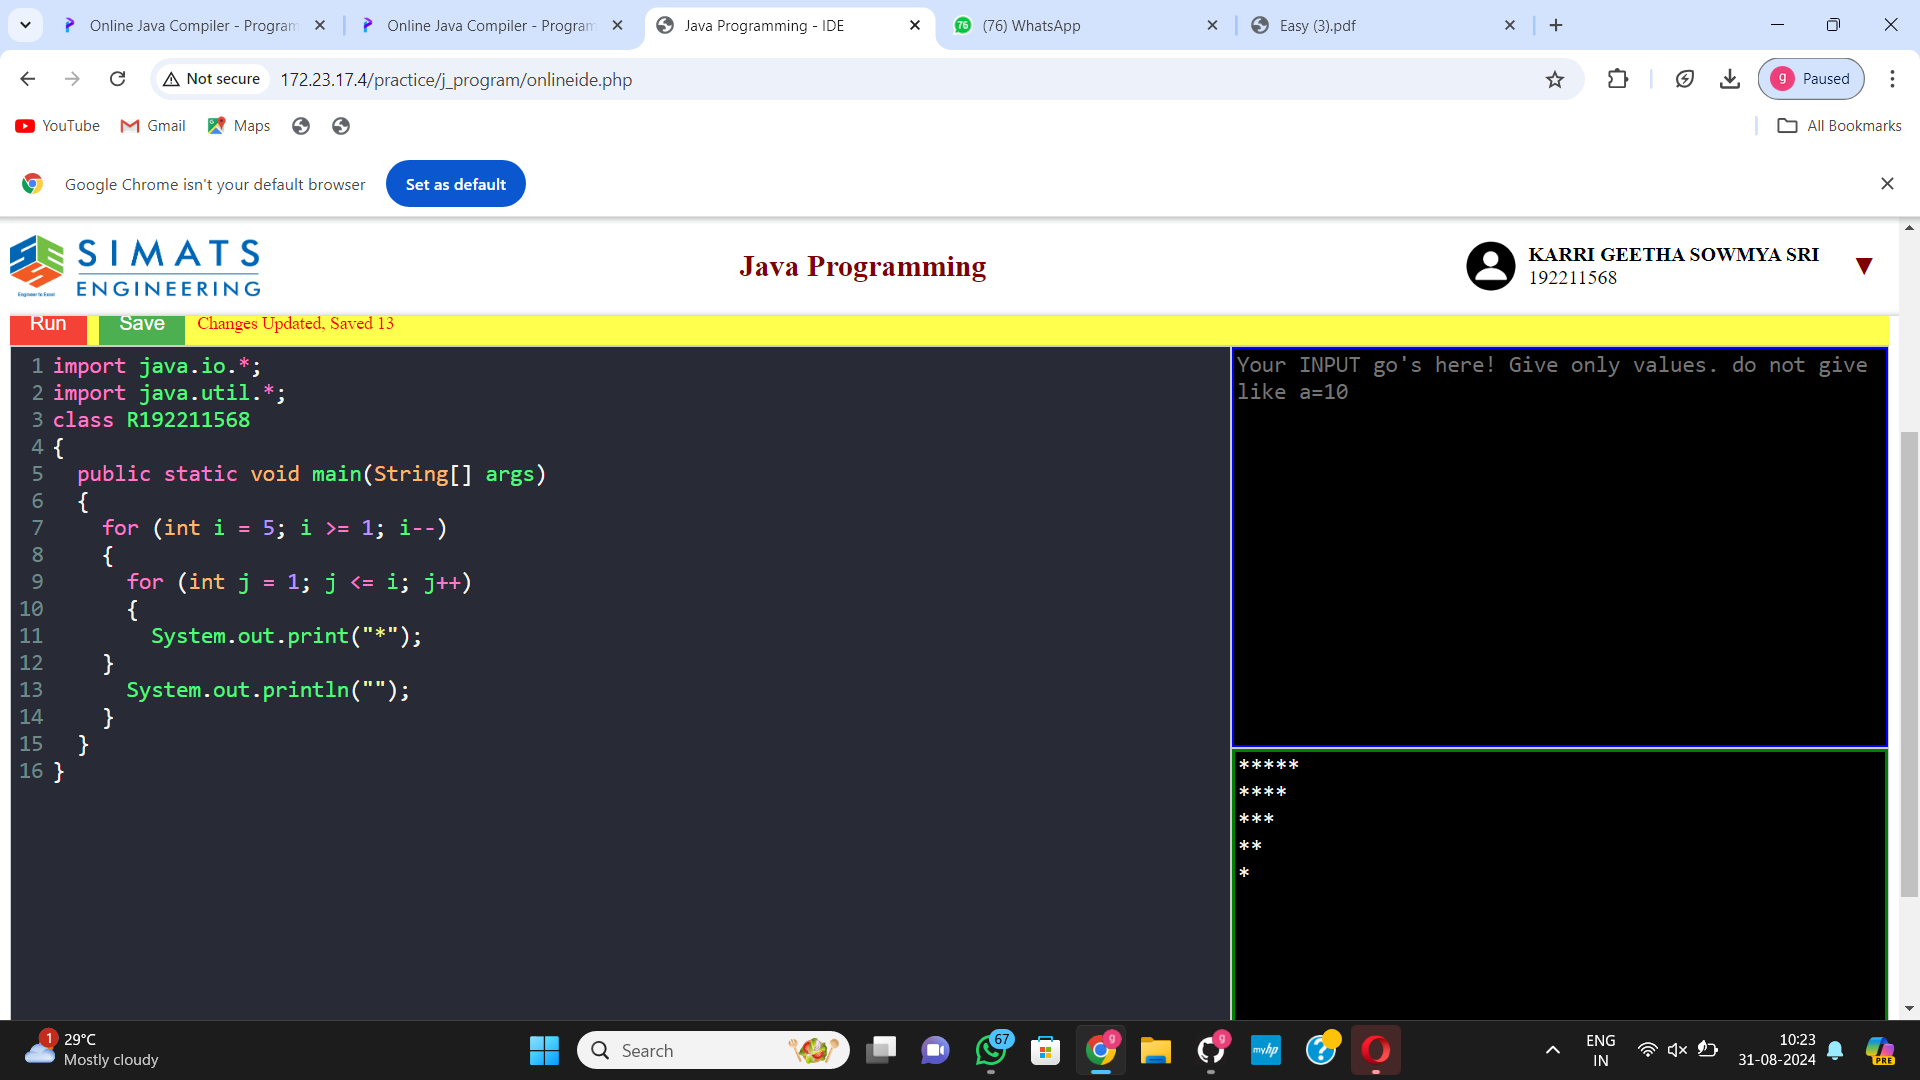 Online Java Compiler - Program
Online Java Compiler - Program
Java Programming - IDE
76
(76) WhatsApp
Easy (3).pdf
Not secure
172.23.17.4/practice/j_program/onlineide.php
g
Paused
YouTube
Gmail
Maps
All Bookmarks
Google Chrome isn't your default browser
Set as default
SIMATS
ENGINEERING
Engineer to Excel
Java Programming
KARRI GEETHA SOWMYA SRI
192211568
Run
Save
Changes Updated, Saved 13
1 import java.io.*;
2 import java.util.*;
3 class R192211568
4 {
5   public static void main(String[] args)
6   {
7     for (int i = 5; i >= 1; i--)
8     {
9       for (int j = 1; j <= i; j++)
10       {
11         System.out.print("*");
12     }
13       System.out.println("");
14     }
15   }
16 }
Your INPUT go's here! Give only values. do not give
like a=10
*****
****
***
**
*
1
29°C
Mostly cloudy
Search
67
9
9
myhp
ENG
IN
10:23
31-08-2024
PRE